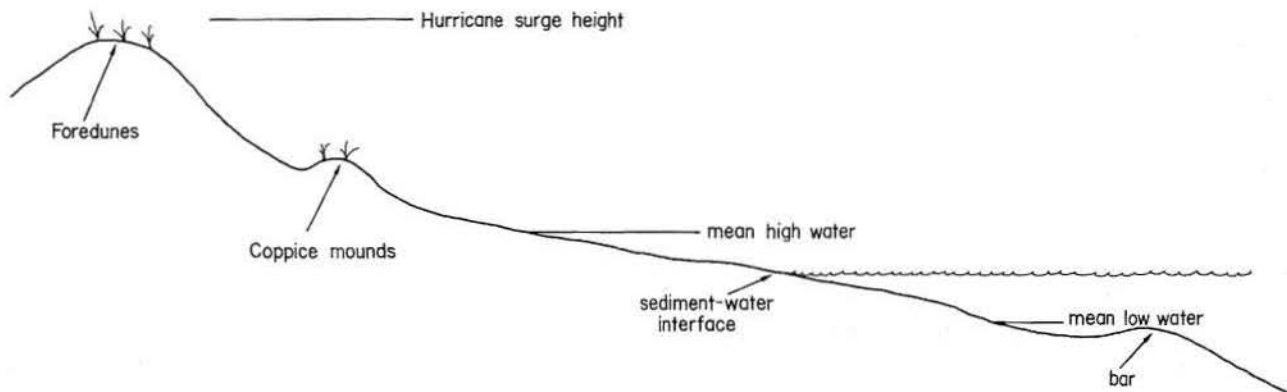 Hurricane surge height
Foredunes
Coppice mounds
mean high water
sediment-water
interface
mean low water
bar